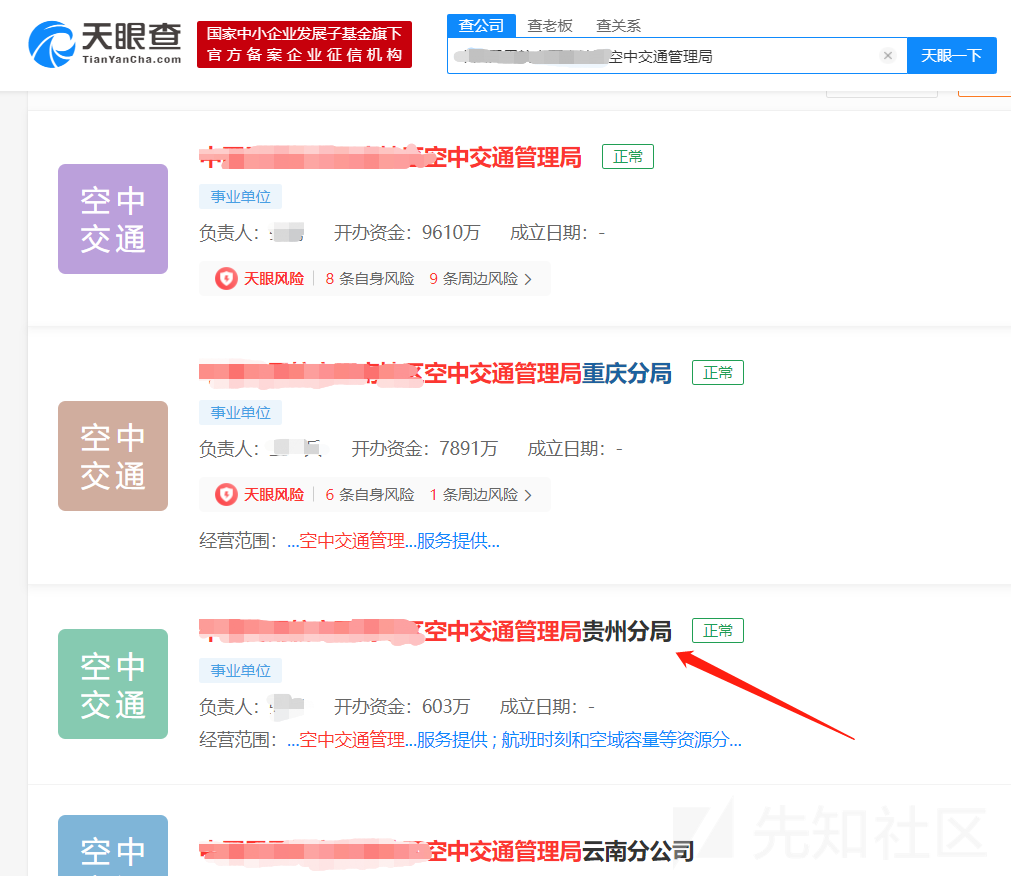 天眼查
TianYanCha.com
国家中小企业发展子基金旗下
官方备案企业征信机构
查公司 查老板 查关系
空中交通管理局 × 天眼一下
空中交通
空中交通管理局 正常
事业单位
负责人： 开办资金：9610万 成立日期：-
天眼风险 8 条自身风险 9 条周边风险 >
空中交通
区空中交通管理局重庆分局 正常
事业单位
负责人： 开办资金：7891万 成立日期：-
天眼风险 6 条自身风险 1 条周边风险 >
经营范围：...空中交通管理...服务提供...
空中交通
空中交通管理局贵州分局 正常
事业单位
负责人： 开办资金：603万 成立日期：-
经营范围：...空中交通管理...服务提供；航班时刻和空域容量等资源分...
空中
空中交通管理局云南分公司
先知社区